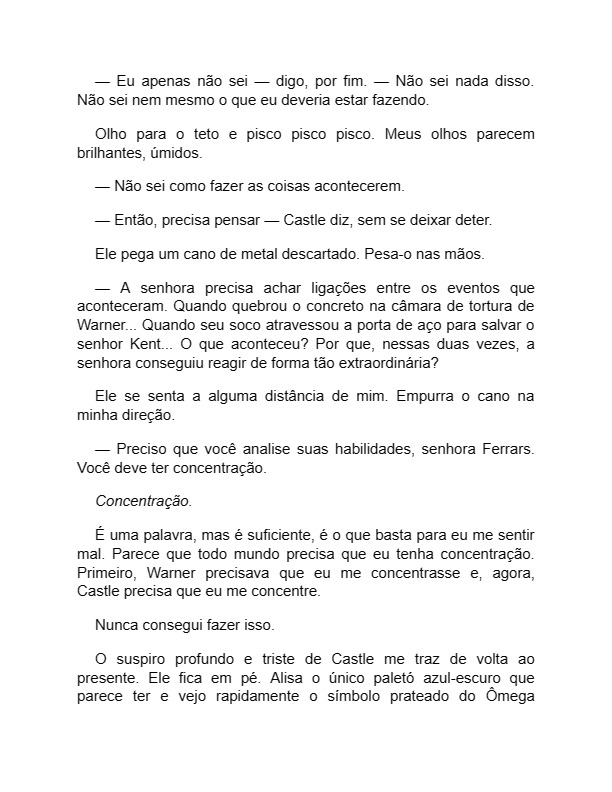 — Eu apenas não sei — digo, por fim. — Não sei nada disso.
Não sei nem mesmo o que eu deveria estar fazendo.
Olho para o teto e pisco pisco pisco. Meus olhos parecem
brilhantes, úmidos.
— Não sei como fazer as coisas acontecerem.
— Então, precisa pensar — Castle diz, sem se deixar deter.
Ele pega um cano de metal descartado. Pesa-o nas mãos.
— A senhora precisa achar ligações entre os eventos que
aconteceram. Quando quebrou o concreto na câmara de tortura de
Warner... Quando seu soco atravessou a porta de aço para salvar o
senhor Kent... O que aconteceu? Por que, nessas duas vezes, a
senhora conseguiu reagir de forma tão extraordinária?
Ele se senta a alguma distância de mim. Empurra o cano na
minha direção.
— Preciso que você analise suas habilidades, senhora Ferrars.
Você deve ter concentração.
Concentração.
É uma palavra, mas é suficiente, é o que basta para eu me sentir
mal. Parece que todo mundo precisa que eu tenha concentração.
Primeiro, Warner precisava que eu me concentrasse e, agora,
Castle precisa que eu me concentre.
Nunca consegui fazer isso.
O suspiro profundo e triste de Castle me traz de volta ao
presente. Ele fica em pé. Alisa o único paletó azul-escuro que
parece ter e vejo rapidamente o símbolo prateado do Ômega